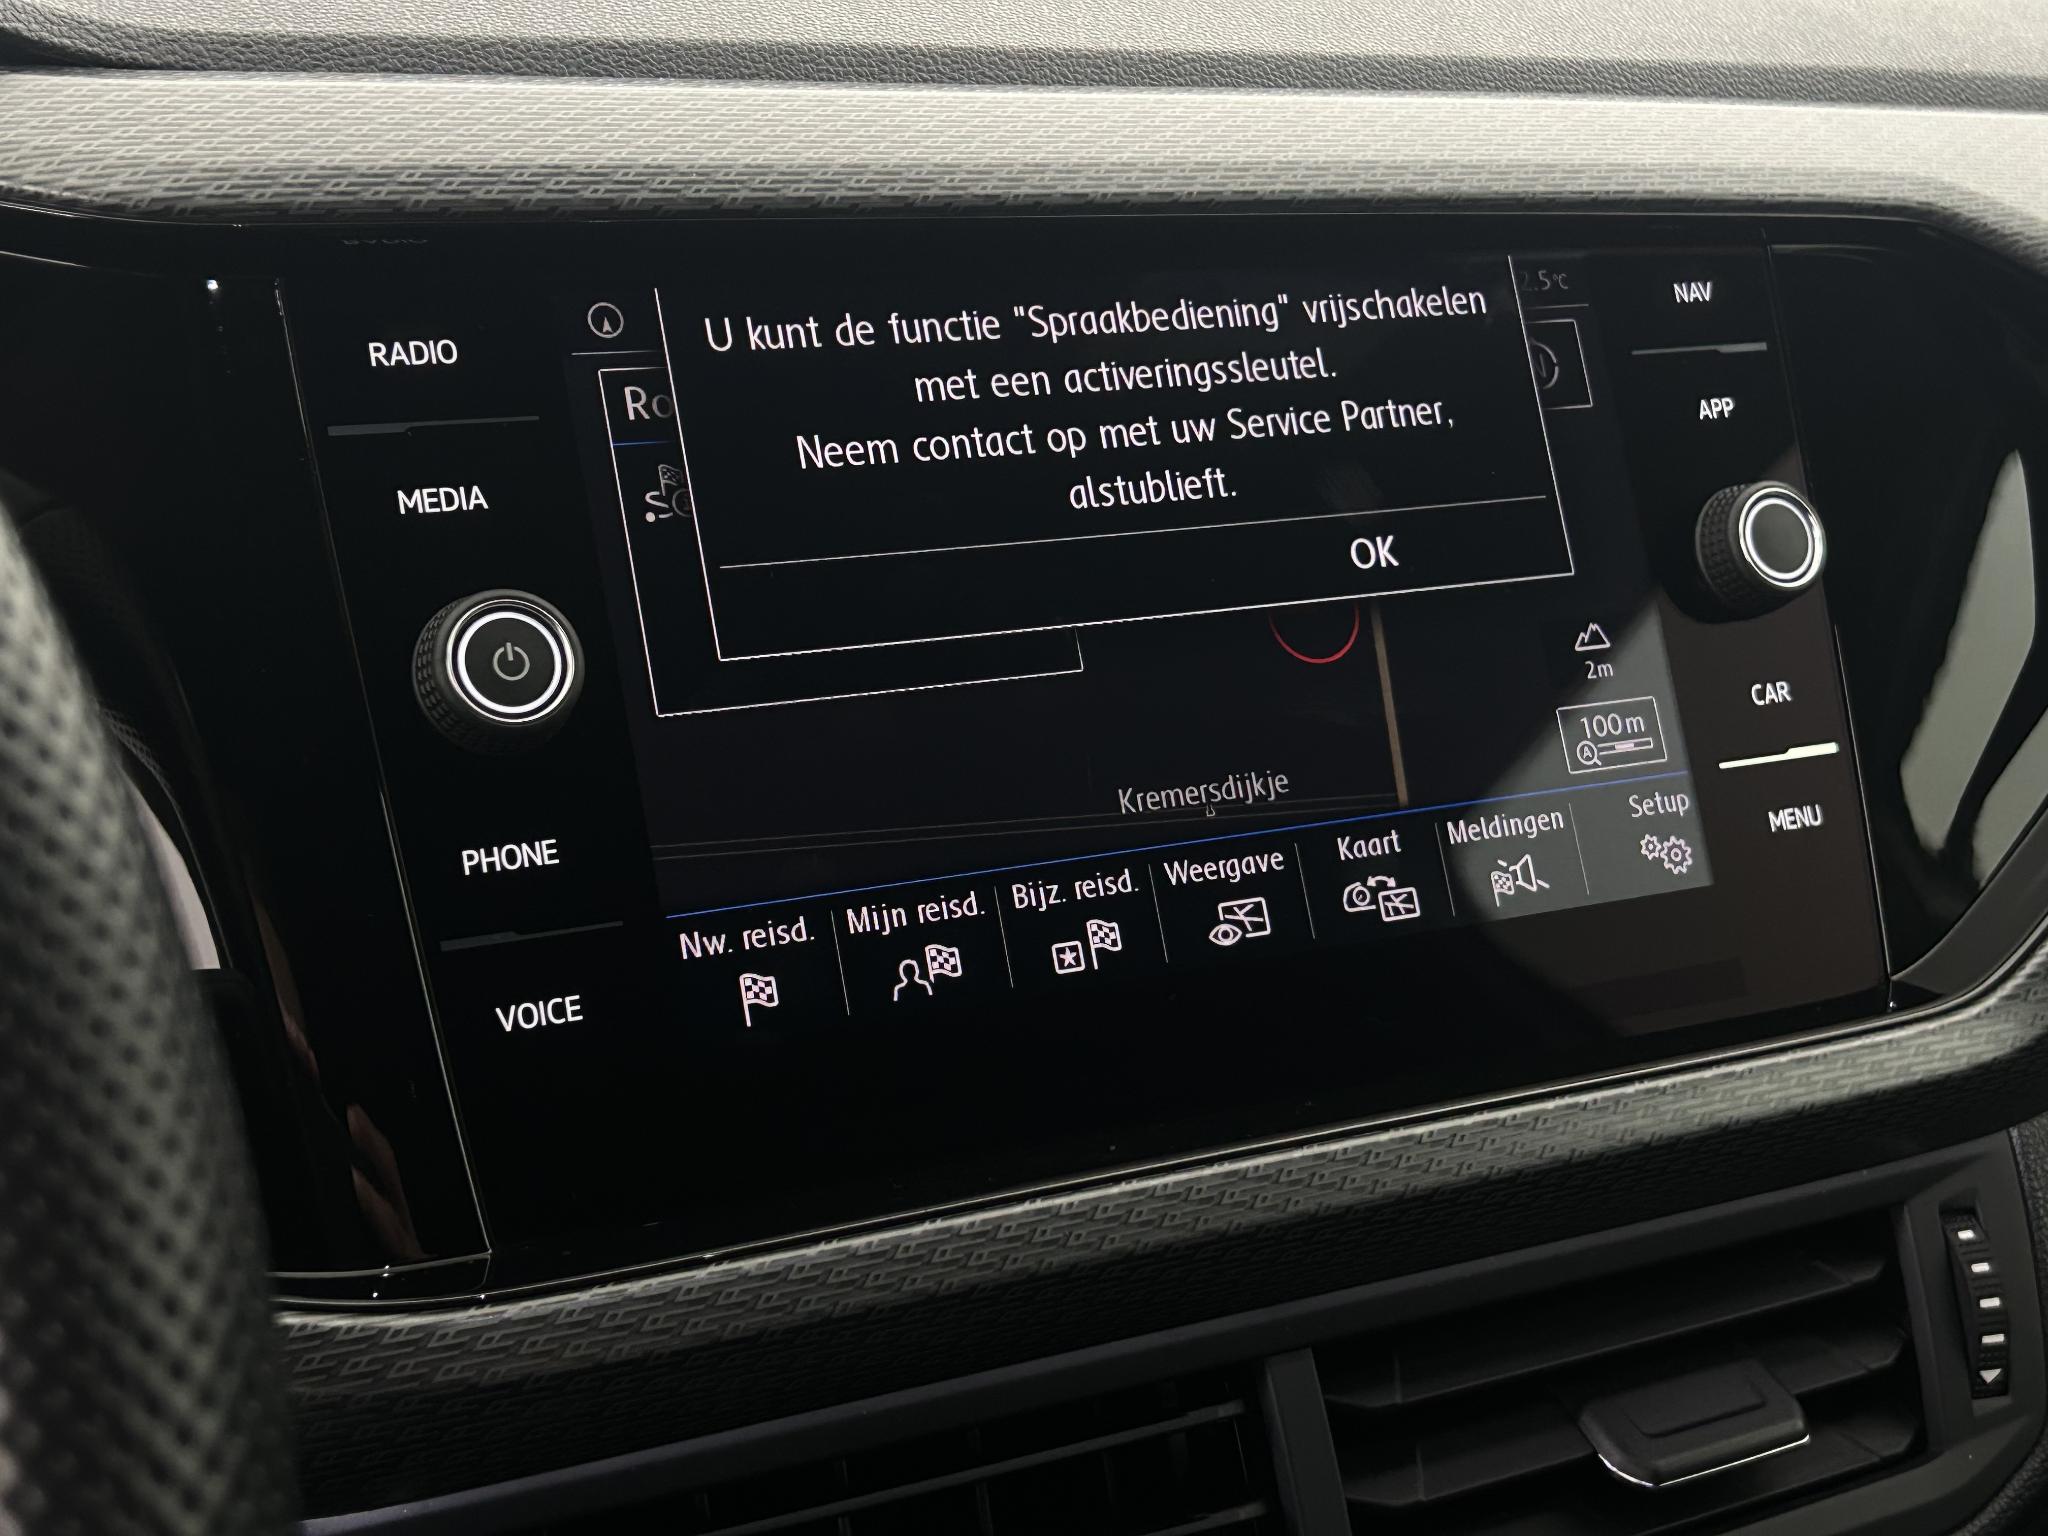 RADIO
MEDIA
PHONE
VOICE
U kunt de functie "Spraakbediening" vrijschakelen
met een activeringssleutel.
Neem contact op met uw Service Partner,
alstublieft.
OK
2m
100m
Kremersdijkje
Nw. reisd.
Mijn reisd.
Bijz. reisd.
Weergave
Kaart
Meldingen
Setup
NAV
APP
CAR
MENU